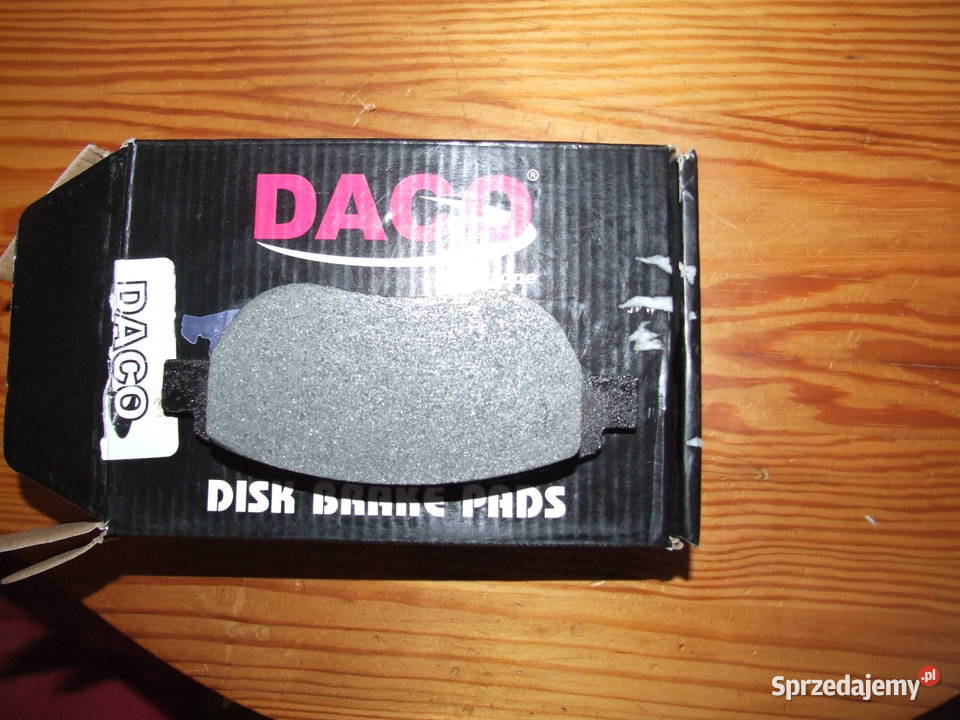 DACO®
DACO
DISK BRAKE PADS
Sprzedajemy.pl